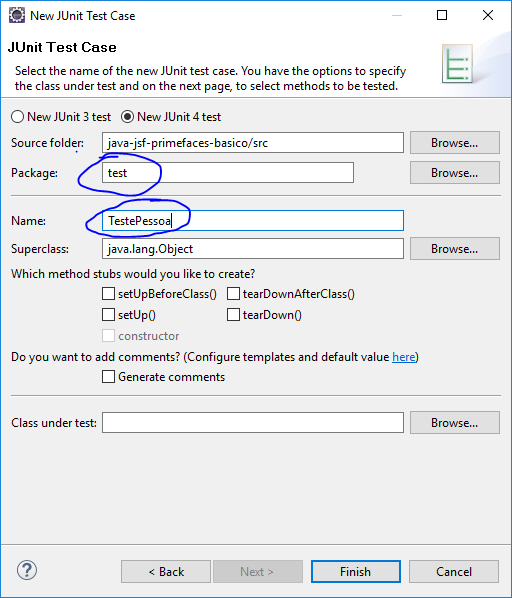 New JUnit Test Case
JUnit Test Case
Select the name of the new JUnit test case. You have the options to specify
the class under test and on the next page, to select methods to be tested.
New JUnit 3 test New JUnit 4 test
Source folder: java-jsf-primefaces-basico/src Browse...
Package: test Browse...
Name: TestePessoa
Superclass: java.lang.Object Browse...
Which method stubs would you like to create?
setUpBeforeClass() tearDownAfterClass()
setUp() tearDown()
constructor
Do you want to add comments? (Configure templates and default value here)
Generate comments
Class under test: Browse...
? < Back Next > Finish Cancel